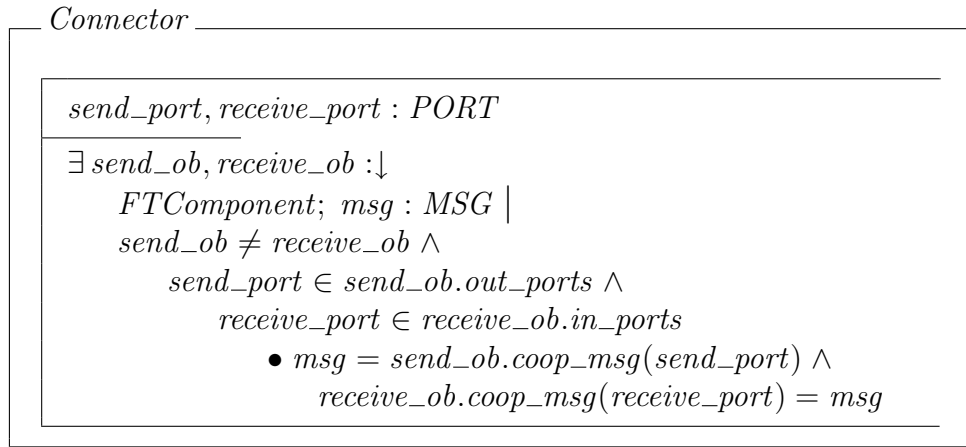 Connector
send_port, receive_port : PORT
∃ send_ob, receive_ob :↓
FTComponent; msg : MSG |
send_ob ≠ receive_ob ∧
send_port ∈ send_ob.out_ports ∧
receive_port ∈ receive_ob.in_ports
• msg = send_ob.coop_msg(send_port) ∧
receive_ob.coop_msg(receive_port) = msg